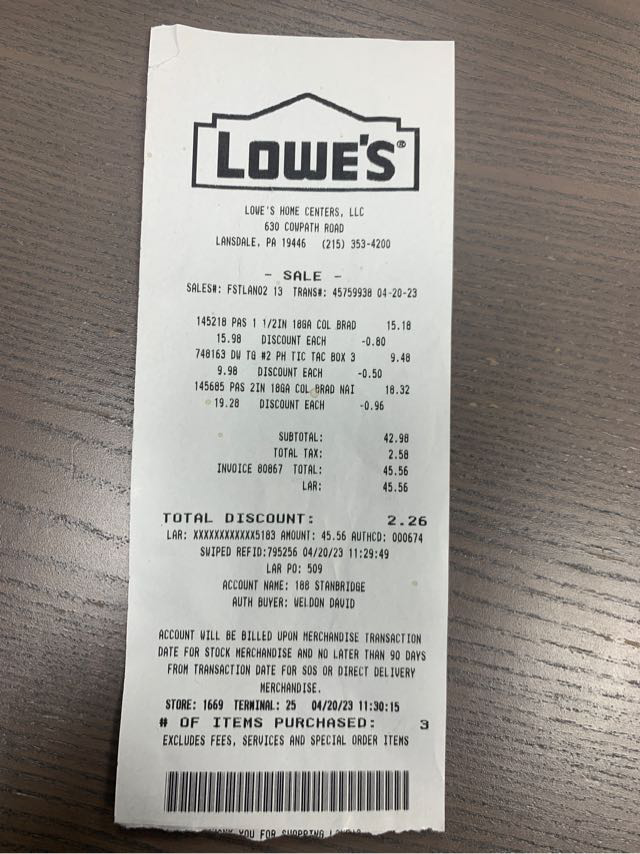 LOWE'S®
LOWE'S HOME CENTERS, LLC
630 COWPATH ROAD
LANSDALE, PA 19446 (215) 353-4200
- SALE -
SALES#: FSTLAN02 13 TRANS#: 45759938 04-20-23
145218 PAS 1 1/2IN 18GA COL BRAD 15.18
15.98 DISCOUNT EACH -0.80
748163 DW TG #2 PH TIC TAC BOX 3 9.48
9.98 DISCOUNT EACH -0.50
145685 PAS 2IN 18GA COL BRAD NAI 18.32
19.28 DISCOUNT EACH -0.96
SUBTOTAL: 42.98
TOTAL TAX: 2.58
INVOICE 80867 TOTAL: 45.56
LAR: 45.56
TOTAL DISCOUNT: 2.26
LAR: XXXXXXXXXXXX5183 AMOUNT: 45.56 AUTHCD: 000674
SWIPED REFID:795256 04/20/23 11:29:49
LAR PO: 509
ACCOUNT NAME: 188 STANBRIDGE
AUTH BUYER: WELDON DAVID
ACCOUNT WILL BE BILLED UPON MERCHANDISE TRANSACTION
DATE FOR STOCK MERCHANDISE AND NO LATER THAN 90 DAYS
FROM TRANSACTION DATE FOR SOS OR DIRECT DELIVERY
MERCHANDISE.
STORE: 1669 TERMINAL: 25 04/20/23 11:30:15
# OF ITEMS PURCHASED: 3
EXCLUDES FEES, SERVICES AND SPECIAL ORDER ITEMS
YOU FOR SHOPPING